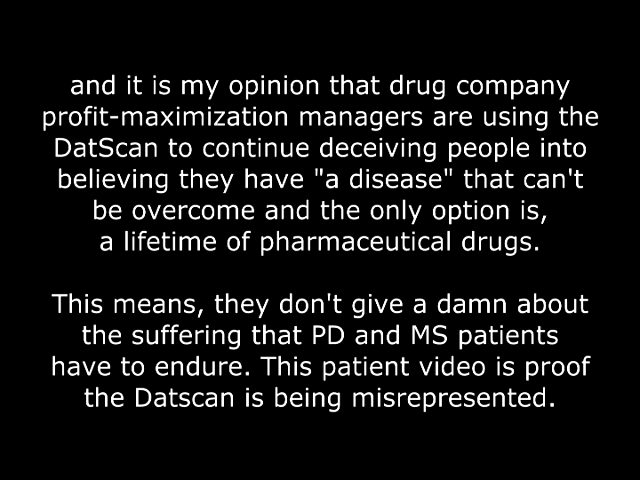 and it is my opinion that drug company
profit-maximization managers are using the
DatScan to continue deceiving people into
believing they have "a disease" that can't
be overcome and the only option is,
a lifetime of pharmaceutical drugs.
This means, they don't give a damn about
the suffering that PD and MS patients
have to endure. This patient video is proof
the Datscan is being misrepresented.